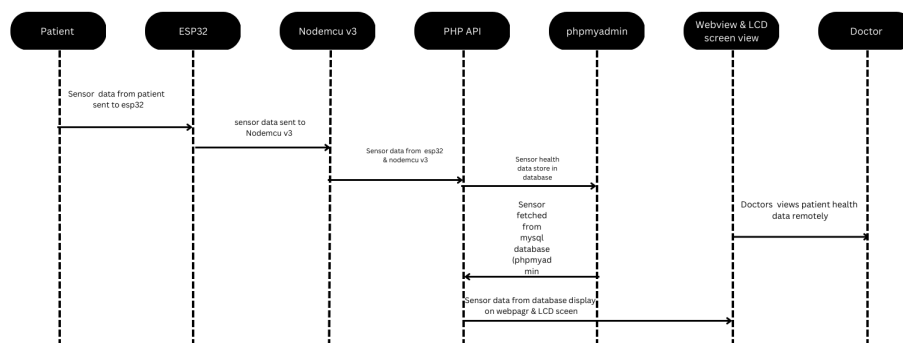 Patient
ESP32
Nodemcu v3
PHP API
phpmyadmin
Webview & LCD
screen view
Doctor
Sensor data from patient
sent to esp32
sensor data sent to
Nodemcu v3
Sensor data from esp32
& nodemcu v3
Sensor health
data store in
database
Sensor
fetched
from
mysql
database
(phpmyad
min
Doctors views patient health
data remotely
Sensor data from database display
on webpagr & LCD sceen